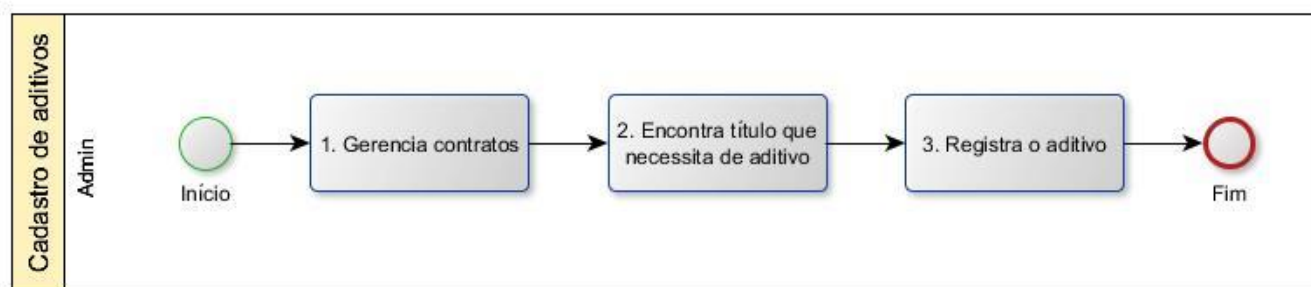 Cadastro de aditivos
Admin
Início
1. Gerencia contratos
2. Encontra título que
necessita de aditivo
3. Registra o aditivo
Fim